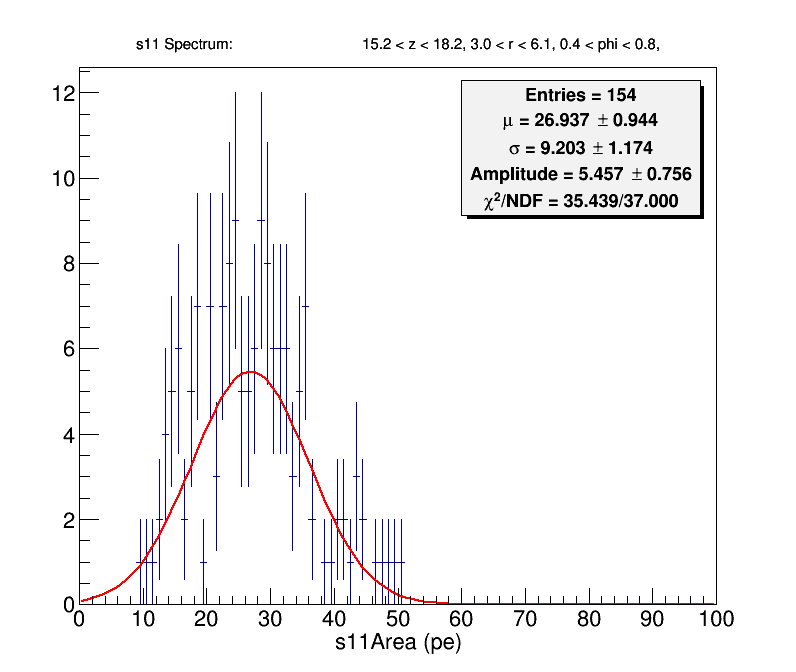 s11 Spectrum: 15.2 < z < 18.2, 3.0 < r < 6.1, 0.4 < phi < 0.8,
Entries = 154
μ = 26.937 ± 0.944
σ = 9.203 ± 1.174
Amplitude = 5.457 ± 0.756
χ²/NDF = 35.439/37.000
12
10
8
6
4
2
0
0 10 20 30 40 50 60 70 80 90 100
s11Area (pe)